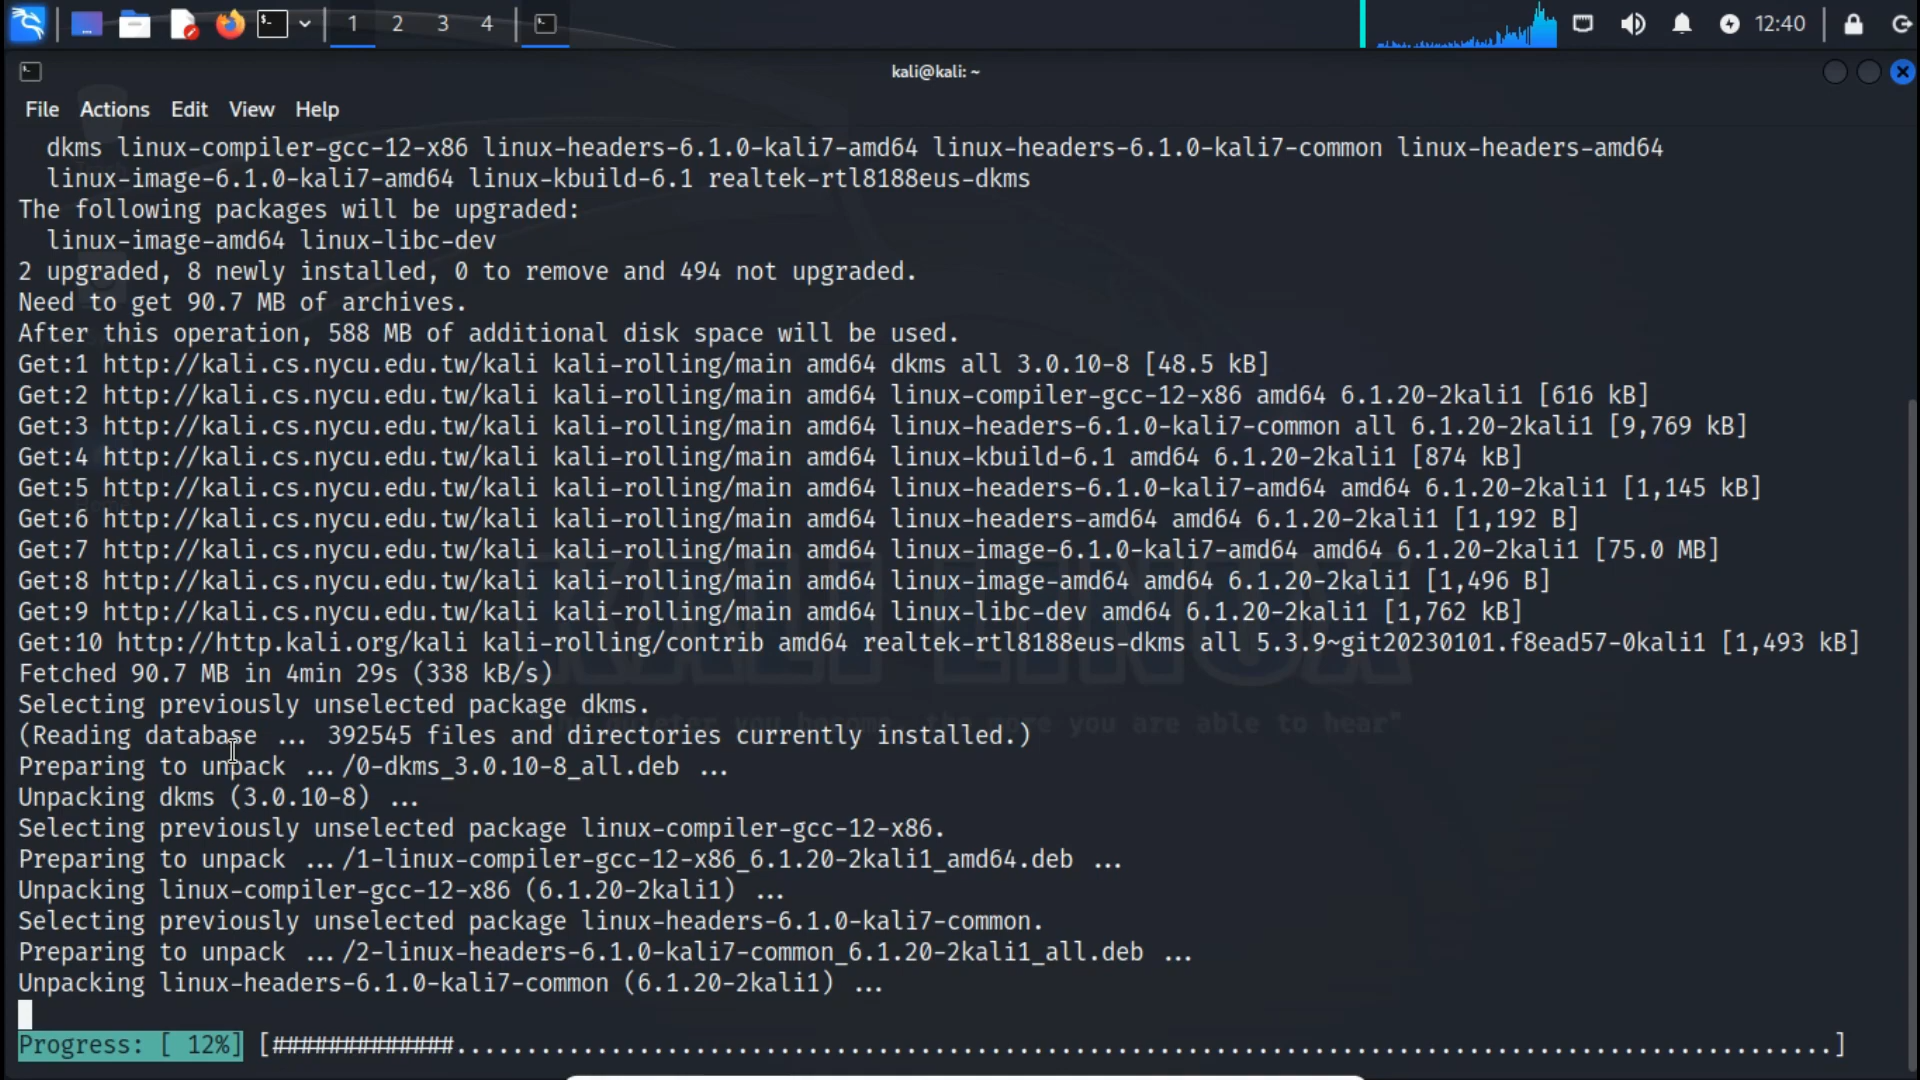 1 2 3 4 12:40
kali@kali: ~
File Actions Edit View Help
dkms linux-compiler-gcc-12-x86 linux-headers-6.1.0-kali7-amd64 linux-headers-6.1.0-kali7-common linux-headers-amd64
linux-image-6.1.0-kali7-amd64 linux-kbuild-6.1 realtek-rtl8188eus-dkms
The following packages will be upgraded:
linux-image-amd64 linux-libc-dev
2 upgraded, 8 newly installed, 0 to remove and 494 not upgraded.
Need to get 90.7 MB of archives.
After this operation, 588 MB of additional disk space will be used.
Get:1 http://kali.cs.nycu.edu.tw/kali kali-rolling/main amd64 dkms all 3.0.10-8 [48.5 kB]
Get:2 http://kali.cs.nycu.edu.tw/kali kali-rolling/main amd64 linux-compiler-gcc-12-x86 amd64 6.1.20-2kali1 [616 kB]
Get:3 http://kali.cs.nycu.edu.tw/kali kali-rolling/main amd64 linux-headers-6.1.0-kali7-common all 6.1.20-2kali1 [9,769 kB]
Get:4 http://kali.cs.nycu.edu.tw/kali kali-rolling/main amd64 linux-kbuild-6.1 amd64 6.1.20-2kali1 [874 kB]
Get:5 http://kali.cs.nycu.edu.tw/kali kali-rolling/main amd64 linux-headers-6.1.0-kali7-amd64 amd64 6.1.20-2kali1 [1,145 kB]
Get:6 http://kali.cs.nycu.edu.tw/kali kali-rolling/main amd64 linux-headers-amd64 amd64 6.1.20-2kali1 [1,192 B]
Get:7 http://kali.cs.nycu.edu.tw/kali kali-rolling/main amd64 linux-image-6.1.0-kali7-amd64 amd64 6.1.20-2kali1 [75.0 MB]
Get:8 http://kali.cs.nycu.edu.tw/kali kali-rolling/main amd64 linux-image-amd64 amd64 6.1.20-2kali1 [1,496 B]
Get:9 http://kali.cs.nycu.edu.tw/kali kali-rolling/main amd64 linux-libc-dev amd64 6.1.20-2kali1 [1,762 kB]
Get:10 http://http.kali.org/kali kali-rolling/contrib amd64 realtek-rtl8188eus-dkms all 5.3.9~git20230101.f8ead57-0kali1 [1,493 kB]
Fetched 90.7 MB in 4min 29s (338 kB/s)
KALI LINUX
Selecting previously unselected package dkms.
you become, the more you are able to hear"
(Reading database ... 392545 files and directories currently installed.)
Preparing to unpack .../0-dkms_3.0.10-8_all.deb ...
Unpacking dkms (3.0.10-8) ...
Selecting previously unselected package linux-compiler-gcc-12-x86.
Preparing to unpack .../1-linux-compiler-gcc-12-x86_6.1.20-2kali1_amd64.deb ...
Unpacking linux-compiler-gcc-12-x86 (6.1.20-2kali1) ...
Selecting previously unselected package linux-headers-6.1.0-kali7-common.
Preparing to unpack .../2-linux-headers-6.1.0-kali7-common_6.1.20-2kali1_all.deb ...
Unpacking linux-headers-6.1.0-kali7-common (6.1.20-2kali1) ...
Progress: [ 12%] [#############..................................................................................................]